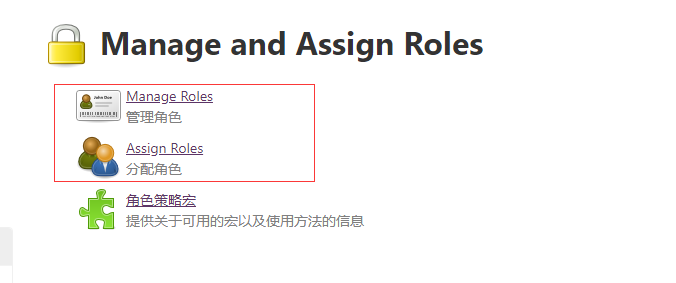 Manage and Assign Roles
John Doe
Manage Roles
管理角色
Assign Roles
分配角色
角色策略宏
提供关于可用的宏以及使用方法的信息